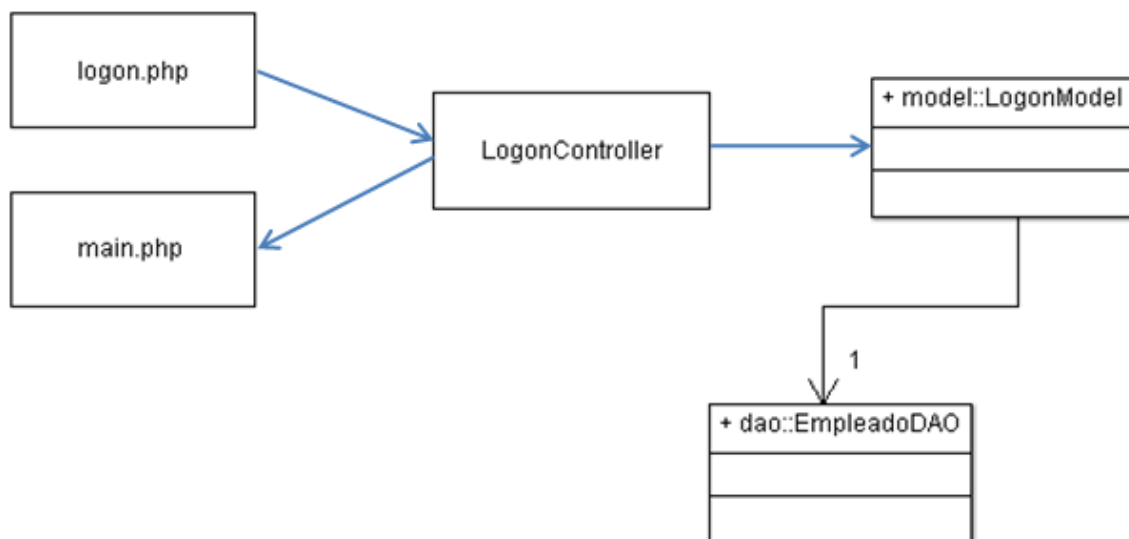 logon.php
+ model::LogonModel
LogonController
main.php
1
+ dao::EmpleadoDAO